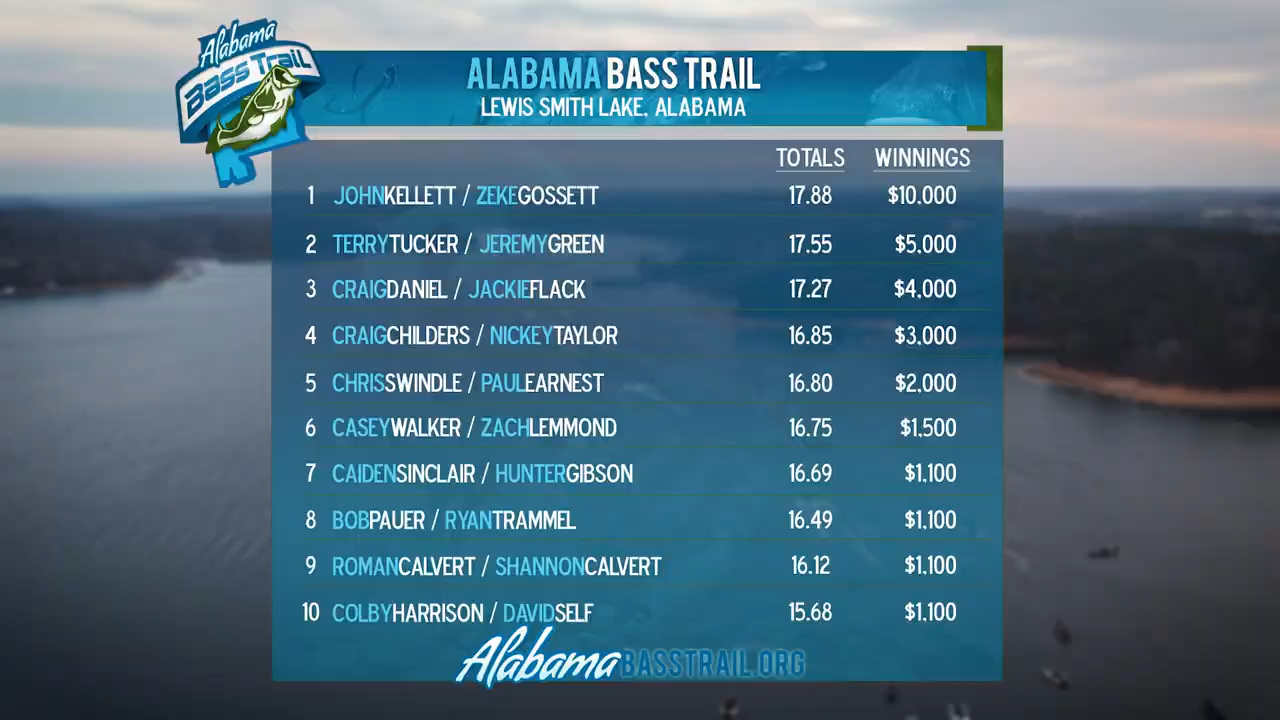 Alabama
Bass Trail
ALABAMA BASS TRAIL
LEWIS SMITH LAKE, ALABAMA
TOTALS WINNINGS
1 JOHNKELLETT / ZEKEGOSSETT 17.88 $10,000
2 TERRYTUCKER / JEREMYGREEN 17.55 $5,000
3 CRAIGDANIEL / JACKIEFLACK 17.27 $4,000
4 CRAIGCHILDERS / NICKEYTAYLOR 16.85 $3,000
5 CHRISSWINDLE / PAULEARNEST 16.80 $2,000
6 CASEYWALKER / ZACHLEMMOND 16.75 $1,500
7 CAIDENSINCLAIR / HUNTERGIBSON 16.69 $1,100
8 BOBPAUER / RYANTRAMMEL 16.49 $1,100
9 ROMANCALVERT / SHANNONCALVERT 16.12 $1,100
10 COLBYHARRISON / DAVIDSELF 15.68 $1,100
AlabamaBASSTRAIL.ORG